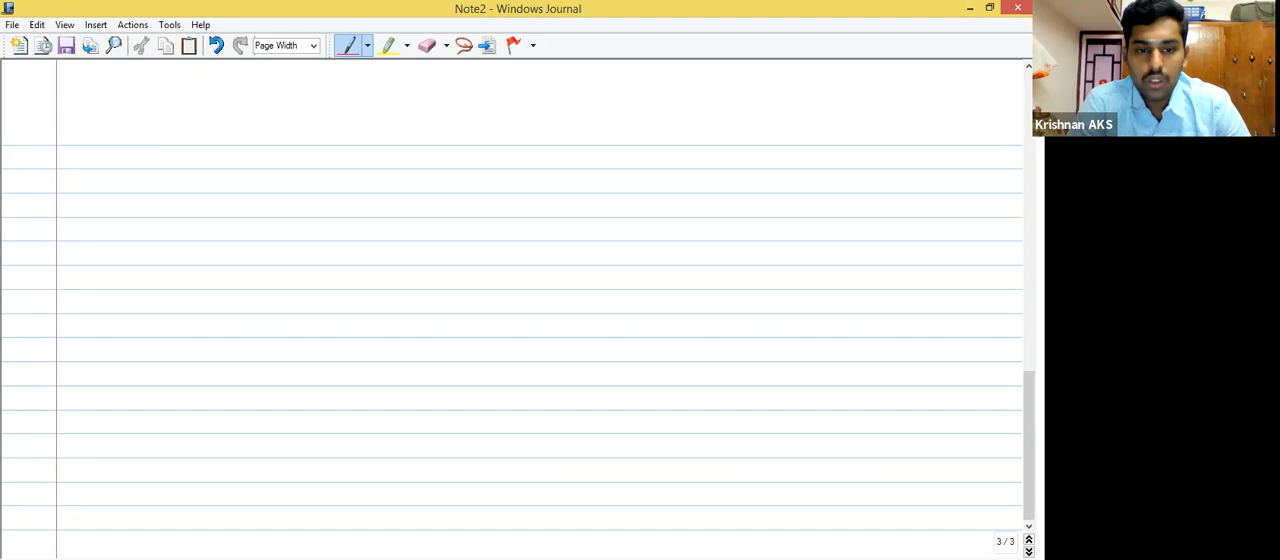 Note2 - Windows Journal
File Edit View Insert Actions Tools Help
Page Width
Krishnan AKS
3 / 3